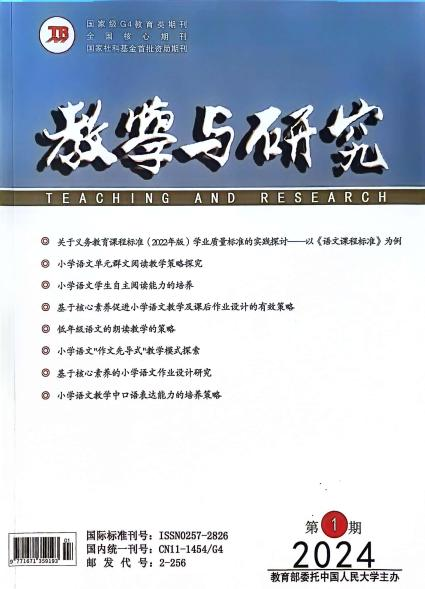 TB
国家级G4教育类期刊
全国核心期刊
国家社科基金首批资助期刊
教学与研究
TEACHING AND RESEARCH
◎ 关于义务教育课程标准（2022年版）学业质量标准的实践探讨——以《语文课程标准》为例
◎ 小学语文单元群文阅读教学策略探究
◎ 小学语文学生自主阅读能力的培养
◎ 基于核心素养促进小学语文教学及课后作业设计的有效策略
◎ 低年级语文的朗读教学的策略
◎ 小学语文"作文先导式"教学模式探索
◎ 基于核心素养的小学语文作业设计研究
◎ 小学语文教学中口语表达能力的培养策略
01
9 771671 359193
国际标准刊号：ISSN0257-2826
国内统一刊号：CN11-1454/G4
邮发代号：2-256
第1期
2024
教育部委托中国人民大学主办